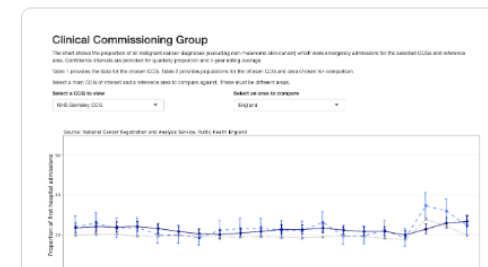 Clinical Commissioning Group
The chart shows the proportion of all malignant cancer diagnoses (excluding non-melanoma skin cancer) which were emergency admissions for the selected CCGs and reference
area. Confidence intervals are provided for quarterly proportion and 1-year rolling average.
Table 1 provides the data for the chosen CCG. Table 2 provides populations for the chosen CCG and area chosen for comparison.
Select a main CCG of interest and a reference area to compare against. These must be different areas.
Select a CCG to view Select an area to compare
NHS Barnsley CCG England
Source: National Cancer Registration and Analysis Service, Public Health England
Proportion of first hospital admissions
60
40
20